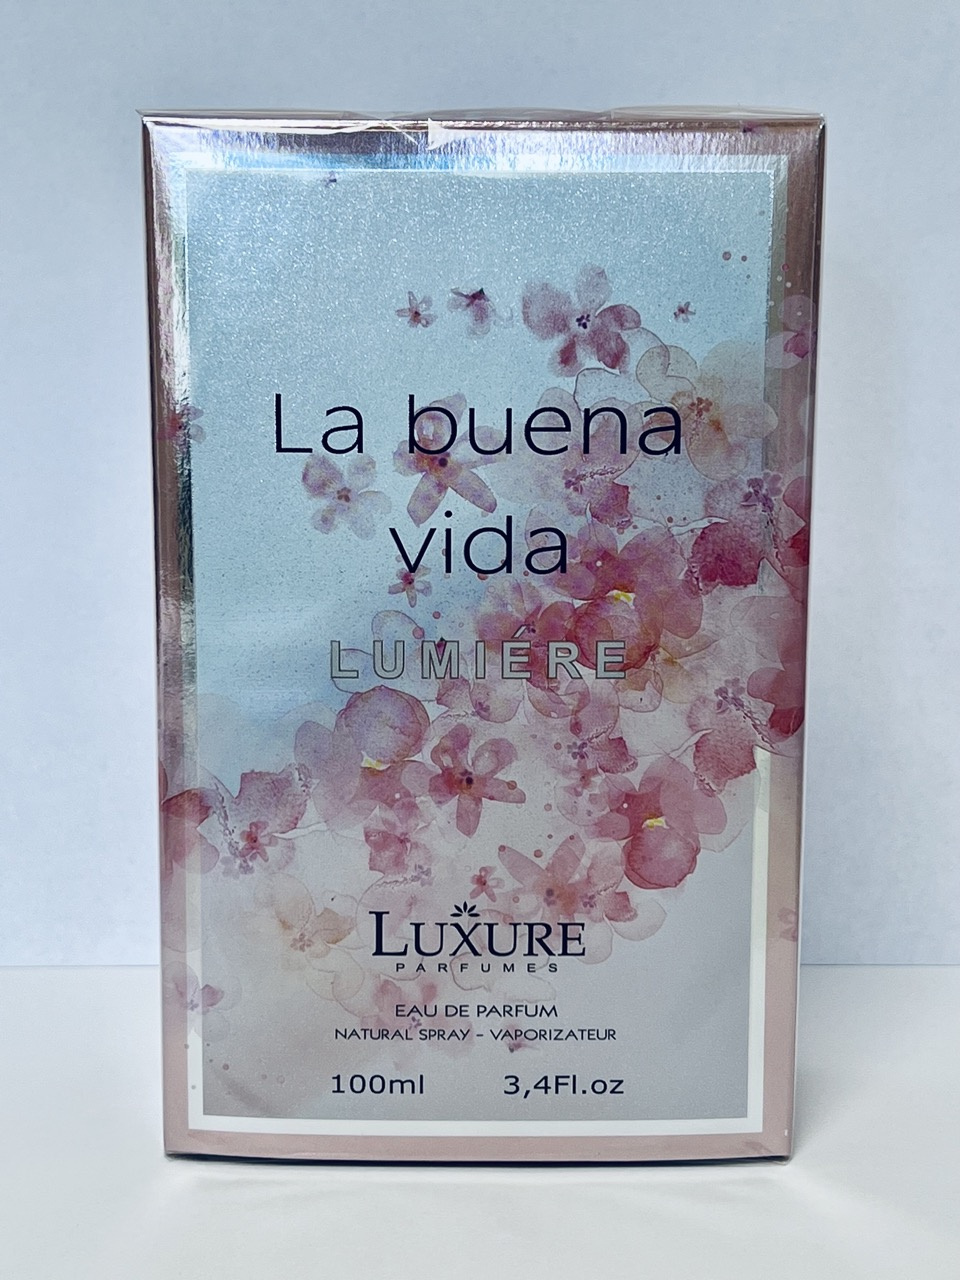 La buena
vida
LUMIÉRE
LUXURE
PARFUMES
EAU DE PARFUM
NATURAL SPRAY - VAPORIZATEUR
100ml 3,4Fl.oz